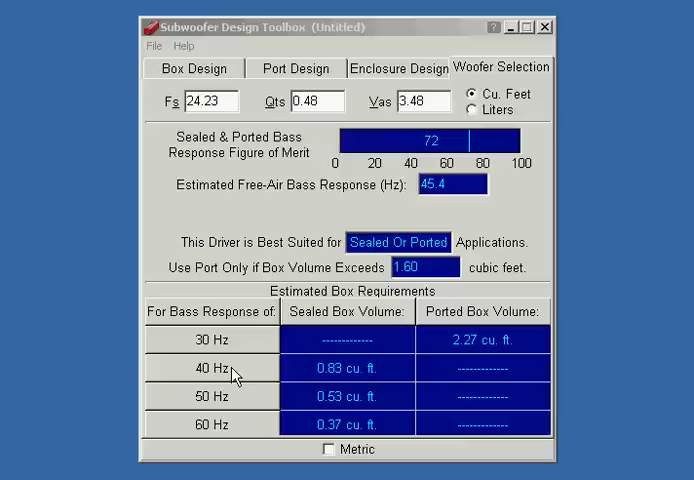 Subwoofer Design Toolbox (Untitled)
File Help
Box Design Port Design Enclosure Design Woofer Selection
Fs 24.23 Qts 0.48 Vas 3.48 Cu. Feet
Liters
Sealed & Ported Bass
Response Figure of Merit
72
0 20 40 60 80 100
Estimated Free-Air Bass Response (Hz): 45.4
This Driver is Best Suited for Sealed Or Ported Applications.
Use Port Only if Box Volume Exceeds 1.60 cubic feet.
Estimated Box Requirements
For Bass Response of: Sealed Box Volume: Ported Box Volume:
30 Hz ------------- 2.27 cu. ft.
40 Hz 0.83 cu. ft. -------------
50 Hz 0.53 cu. ft. -------------
60 Hz 0.37 cu. ft. -------------
Metric